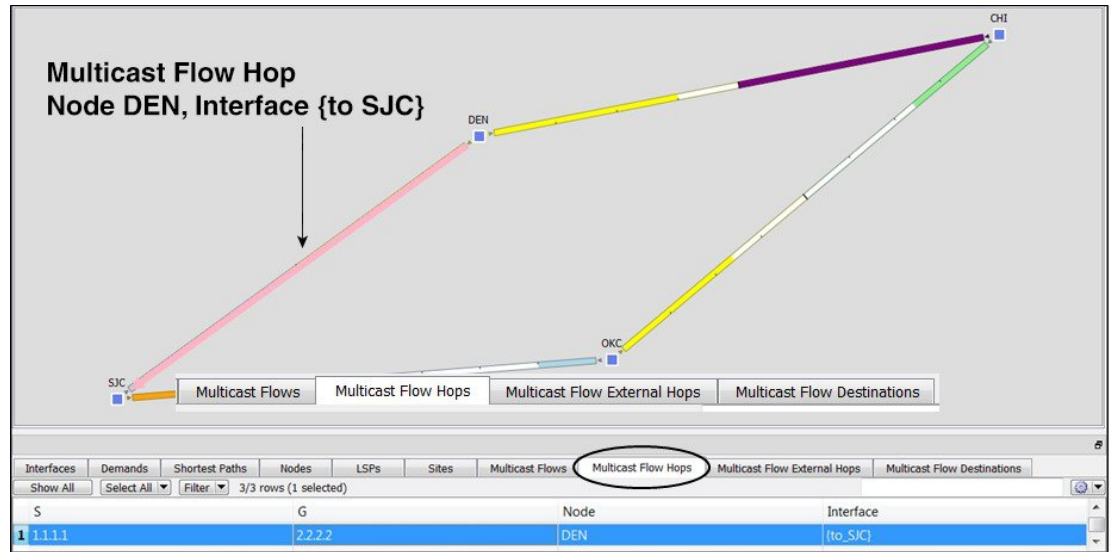 CHI
Multicast Flow Hop
Node DEN, Interface {to SJC}
DEN
OKC
SJC
Multicast Flows Multicast Flow Hops Multicast Flow External Hops Multicast Flow Destinations
Interfaces Demands Shortest Paths Nodes LSPs Sites Multicast Flows Multicast Flow Hops Multicast Flow External Hops Multicast Flow Destinations
Show All Select All Filter 3/3 rows (1 selected)
S G Node Interface
1 1.1.1.1 2.2.2.2 DEN {to_SJC}